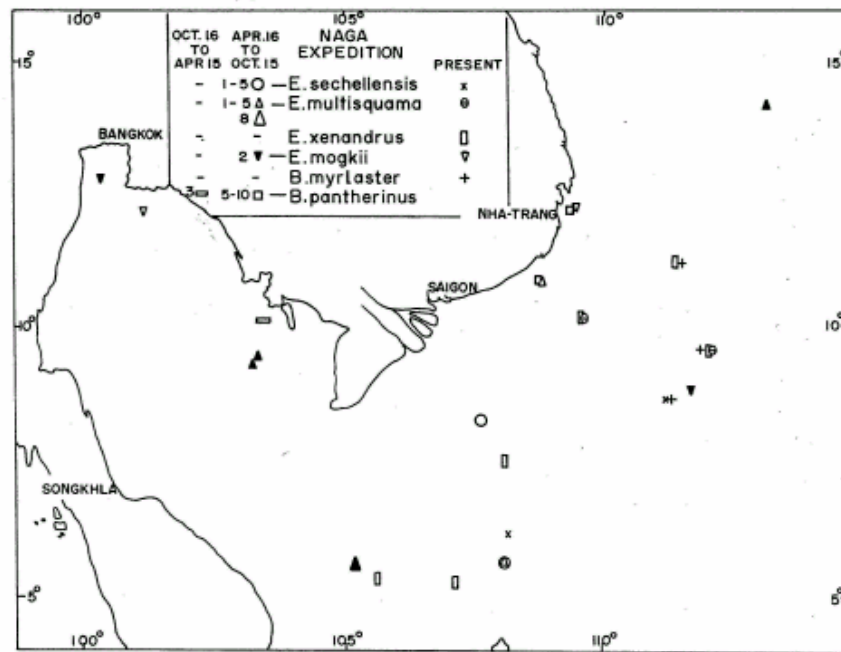 100° 105° 110°
OCT. 16 APR. 16 NAGA
TO TO EXPEDITION
APR 15 OCT. 15 PRESENT
- 1-5 O — E. sechellensis x
- 1-5 ▵ — E. multisquama ⊕
8 △
- - E. xenandrus ▯
- 2 ▼ — E. mogkii ▽
- - B. myrlaster +
3 ▭ 5-10 □ — B. pantherinus
15° 15°
BANGKOK
NHA-TRANG
SAIGON
10° 10°
SONGKHLA
5° 5°
100° 105° 110°